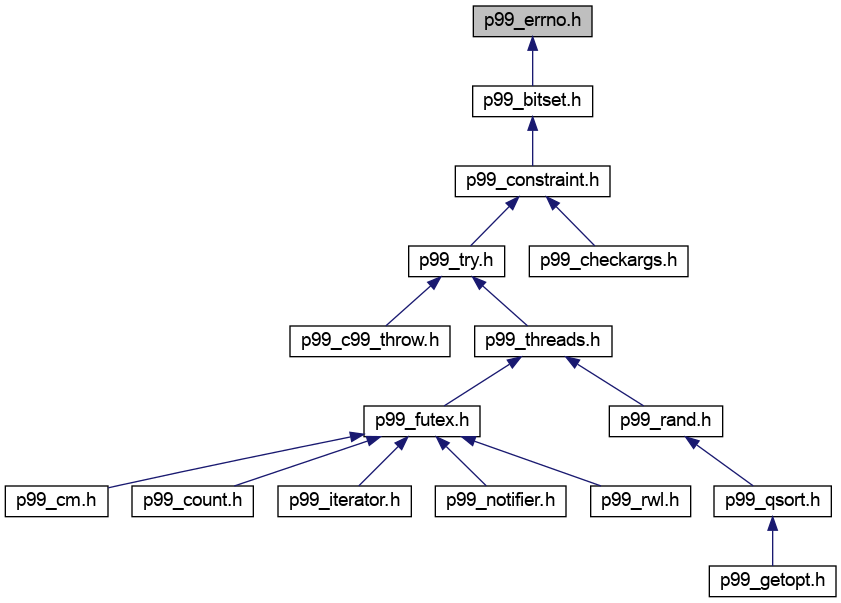 p99_errno.h
p99_bitset.h
p99_constraint.h
p99_try.h
p99_checkargs.h
p99_c99_throw.h
p99_threads.h
p99_futex.h
p99_rand.h
p99_cm.h
p99_count.h
p99_iterator.h
p99_notifier.h
p99_rwl.h
p99_qsort.h
p99_getopt.h